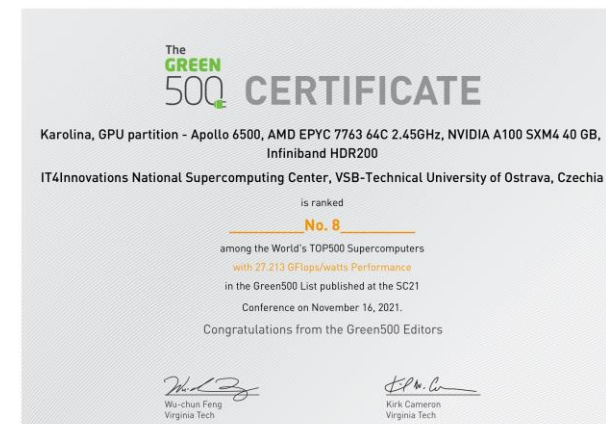 The
GREEN
500 CERTIFICATE
Karolina, GPU partition - Apollo 6500, AMD EPYC 7763 64C 2.45GHz, NVIDIA A100 SXM4 40 GB,
Infiniband HDR200
IT4Innovations National Supercomputing Center, VSB-Technical University of Ostrava, Czechia
is ranked
No. 8
among the World's TOP500 Supercomputers
with 27.213 GFlops/watts Performance
in the Green500 List published at the SC21
Conference on November 16, 2021.
Congratulations from the Green500 Editors
Wu-chun Feng
Virginia Tech
Kirk Cameron
Virginia Tech